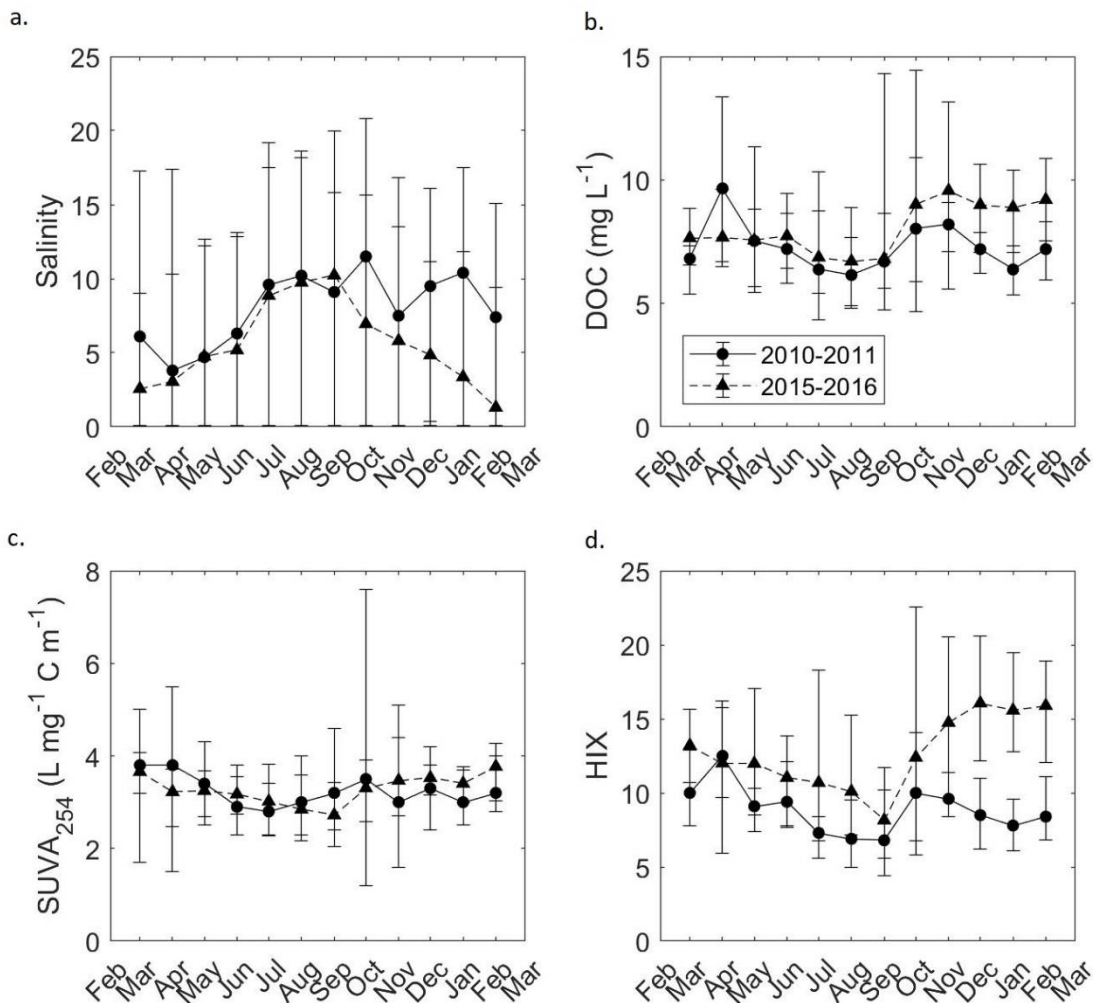 a.
25
20
15
10
5
0
Salinity
Feb Mar Apr May Jun Jul Aug Sep Oct Nov Dec Jan Feb Mar
b.
15
10
5
0
DOC (mg L⁻¹)
2010-2011
2015-2016
Feb Mar Apr May Jun Jul Aug Sep Oct Nov Dec Jan Feb Mar
c.
8
6
4
2
0
SUVA₂₅₄ (L mg⁻¹ C m⁻¹)
Feb Mar Apr May Jun Jul Aug Sep Oct Nov Dec Jan Feb Mar
d.
25
20
15
10
5
0
HIX
Feb Mar Apr May Jun Jul Aug Sep Oct Nov Dec Jan Feb Mar